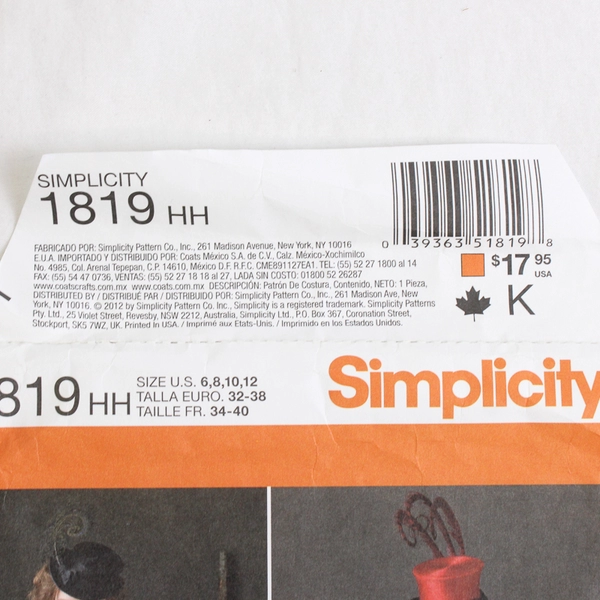 SIMPLICITY
1819 HH
0 39363 51819 8
FABRICADO POR: Simplicity Pattern Co., Inc., 261 Madison Avenue, New York, NY 10016
E.U.A. IMPORTADO Y DISTRIBUIDO POR: Coats México S.A. de C.V., Calz. México-Xochimilco
No. 4985, Col. Arenal Tepepan, C.P. 14610, México D.F. R.F.C. CME891127EA1. TEL: (55) 52 27 1800 al 14
FAX: (55) 54 47 0736, VENTAS: (55) 52 27 18 18 al 27, LADA SIN COSTO: 01800 52 26287
www.coatscrafts.com.mx www.coats.com.mx DESCRIPCIÓN: Patrón De Costura, Contenido, NETO: 1 Pieza,
DISTRIBUTED BY / DISTRIBUÉ PAR / DISTRIBUIDO POR: Simplicity Pattern Co., Inc., 261 Madison Ave, New
York, NY 10016. © 2012 by Simplicity Pattern Co., Inc., Simplicity is a registered trademark. Simplicity Patterns
Pty. Ltd., 25 Violet Street, Revesby, NSW 2212, Australia, Simplicity Ltd., P.O. Box 367, Coronation Street,
Stockport, SK5 7WZ, UK. Printed in USA. / Imprimé aux Etats-Unis. / Imprimido en los Estados Unidos.
$17 95
USA
K
819 HH
SIZE U.S. 6,8,10,12
TALLA EURO. 32-38
TAILLE FR. 34-40
Simplicity